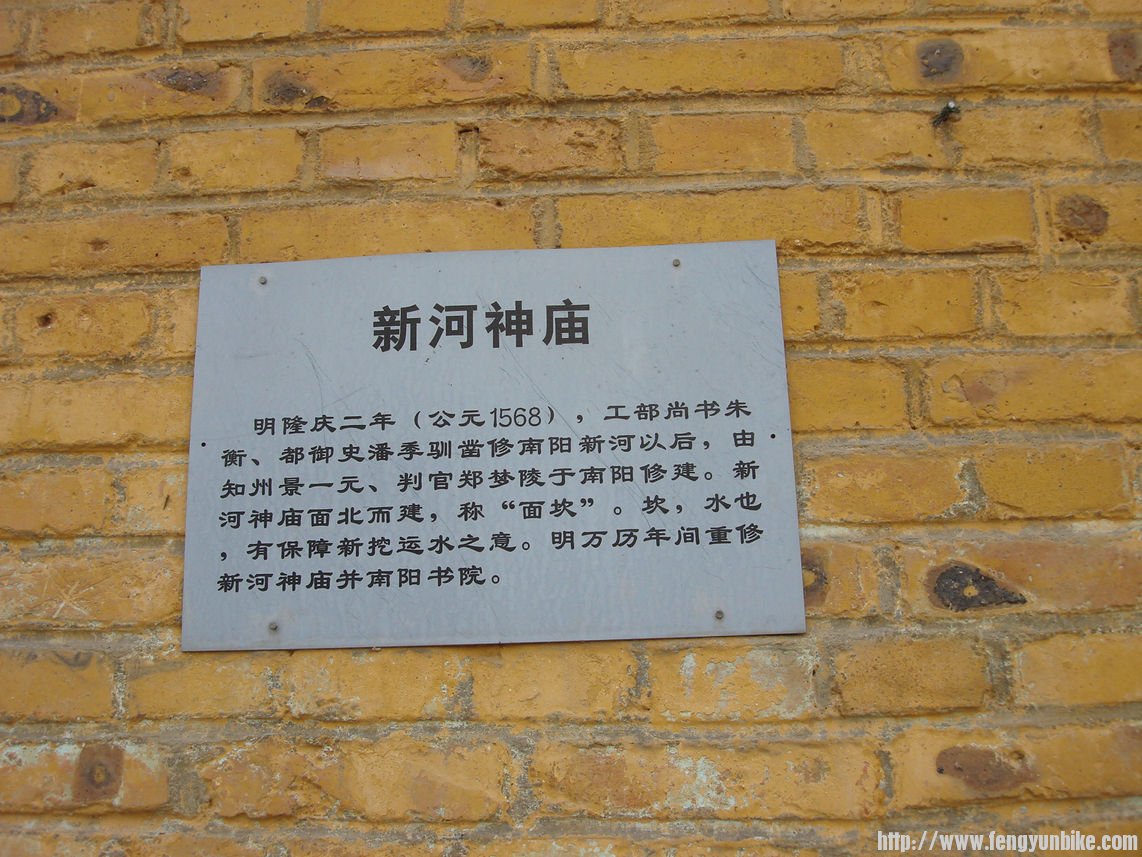 新河神庙
明隆庆二年（公元1568），工部尚书朱
衡、都御史潘季驯凿修南阳新河以后，由
知州景一元、判官郑梦陵于南阳修建。新
河神庙面北而建，称“面坎”。坎，水也
，有保障新挖运水之意。明万历年间重修
新河神庙并南阳书院。
http://www.fengyunbike.com